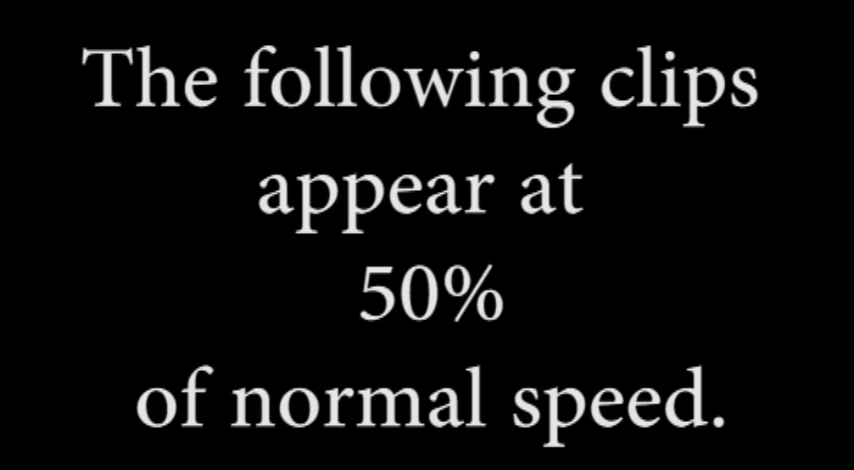 The following clips
appear at
50%
of normal speed.